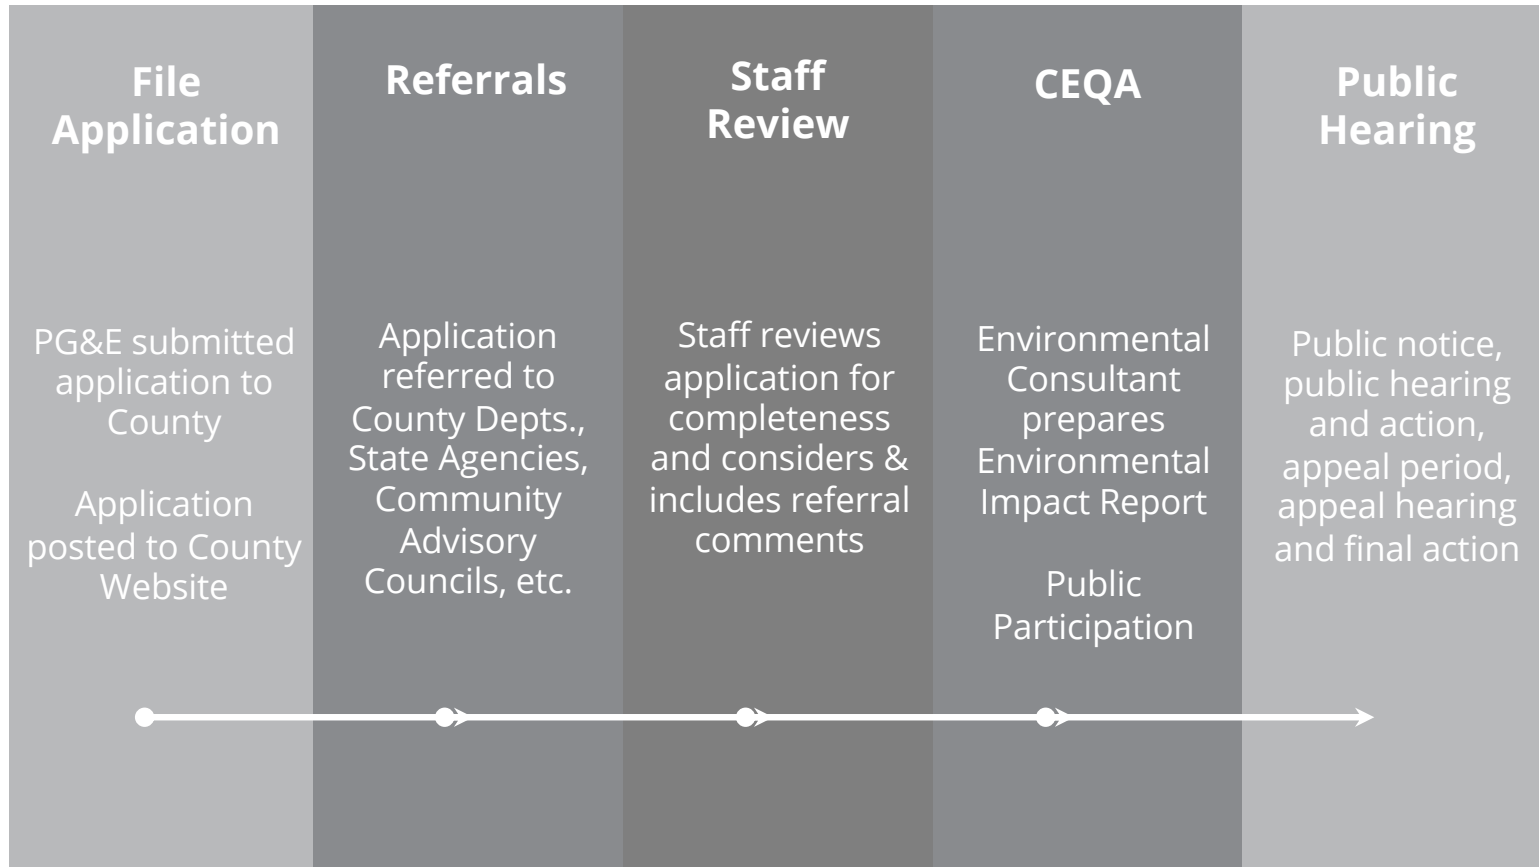 File
Application
PG&E submitted
application to
County
Application
posted to County
Website
Referrals
Application
referred to
County Depts.,
State Agencies,
Community
Advisory
Councils, etc.
Staff
Review
Staff reviews
application for
completeness
and considers &
includes referral
comments
CEQA
Environmental
Consultant
prepares
Environmental
Impact Report
Public
Participation
Public
Hearing
Public notice,
public hearing
and action,
appeal period,
appeal hearing
and final action